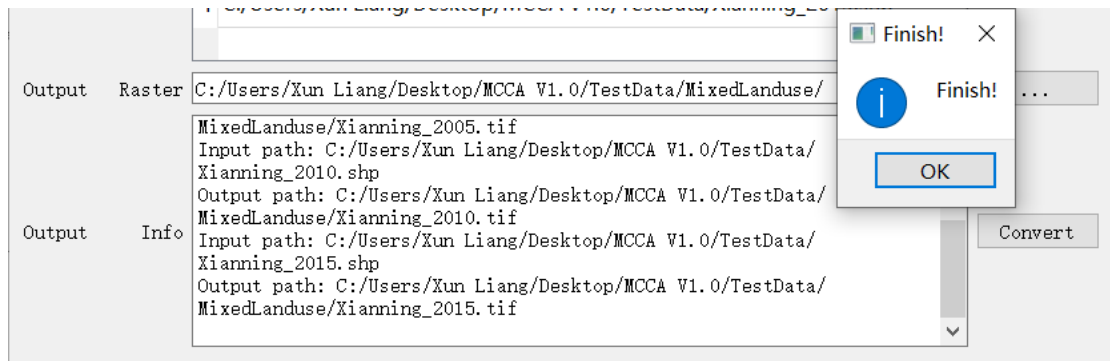 Finish!
Output Raster C:/Users/Xun Liang/Desktop/MCCA V1.0/TestData/MixedLanduse/ ...
Finish!
OK
MixedLanduse/Xianning_2005.tif
Input path: C:/Users/Xun Liang/Desktop/MCCA V1.0/TestData/
Xianning_2010.shp
Output path: C:/Users/Xun Liang/Desktop/MCCA V1.0/TestData/
MixedLanduse/Xianning_2010.tif
Output Info
Input path: C:/Users/Xun Liang/Desktop/MCCA V1.0/TestData/
Xianning_2015.shp
Output path: C:/Users/Xun Liang/Desktop/MCCA V1.0/TestData/
MixedLanduse/Xianning_2015.tif
Convert